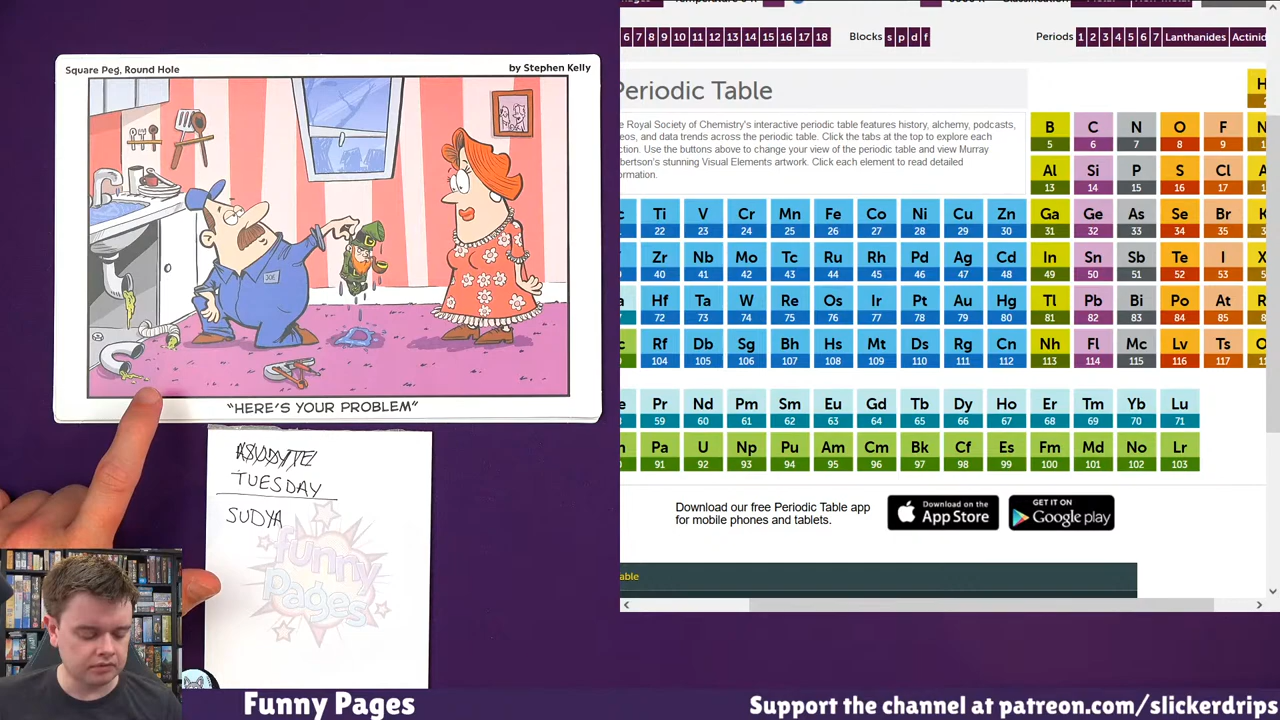 Square Peg, Round Hole
by Stephen Kelly
JOE
"HERE'S YOUR PROBLEM"
TUESDAY
SUDYA
funny
pages
6 7 8 9 10 11 12 13 14 15 16 17 18
Blocks s p d f
Periods 1 2 3 4 5 6 7 Lanthanides Actinid
Periodic Table
e Royal Society of Chemistry's interactive periodic table features history, alchemy, podcasts,
eos, and data trends across the periodic table. Click the tabs at the top to explore each
ction. Use the buttons above to change your view of the periodic table and view Murray
bertson's stunning Visual Elements artwork. Click each element to read detailed
ormation.
H
2
B C N O F
5 6 7 8 9 1
Al Si P S Cl A
13 14 15 16 17 1
c Ti V Cr Mn Fe Co Ni Cu Zn Ga Ge As Se Br K
22 23 24 25 26 27 28 29 30 31 32 33 34 35 3
Zr Nb Mo Tc Ru Rh Pd Ag Cd In Sn Sb Te I X
40 41 42 43 44 45 46 47 48 49 50 51 52 53 5
Hf Ta W Re Os Ir Pt Au Hg Tl Pb Bi Po At R
72 73 74 75 76 77 78 79 80 81 82 83 84 85 8
Rf Db Sg Bh Hs Mt Ds Rg Cn Nh Fl Mc Lv Ts O
104 105 106 107 108 109 110 111 112 113 114 115 116 117 1
e Pr Nd Pm Sm Eu Gd Tb Dy Ho Er Tm Yb Lu
59 60 61 62 63 64 65 66 67 68 69 70 71
Pa U Np Pu Am Cm Bk Cf Es Fm Md No Lr
91 92 93 94 95 96 97 98 99 100 101 102 103
Download our free Periodic Table app
for mobile phones and tablets.
Download on the
App Store
GET IT ON
Google play
able
Funny Pages
Support the channel at patreon.com/slickerdrips